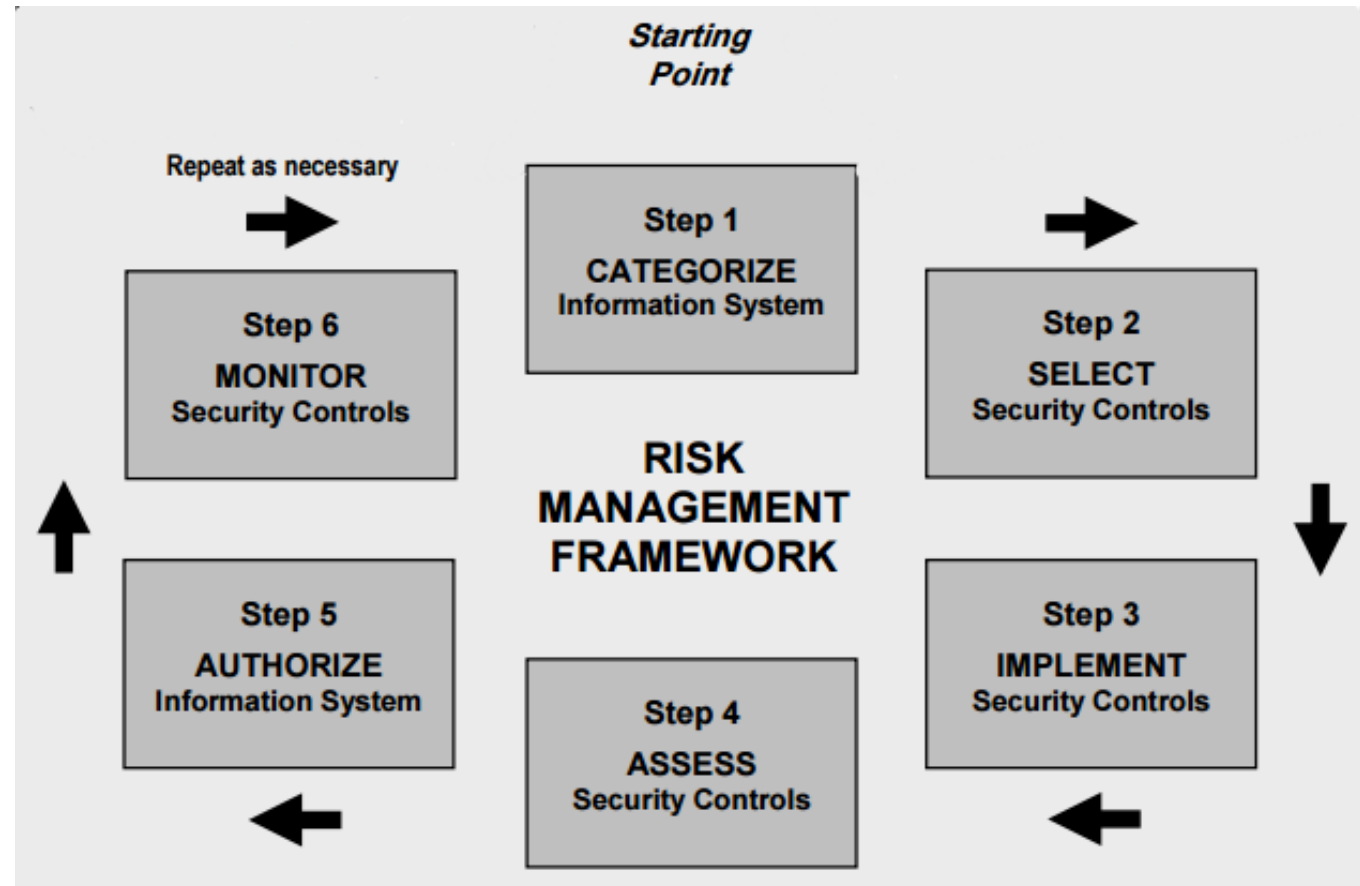 Starting
Point
Repeat as necessary
Step 1
CATEGORIZE
Information System
Step 2
SELECT
Security Controls
Step 3
IMPLEMENT
Security Controls
Step 4
ASSESS
Security Controls
Step 5
AUTHORIZE
Information System
Step 6
MONITOR
Security Controls
RISK
MANAGEMENT
FRAMEWORK